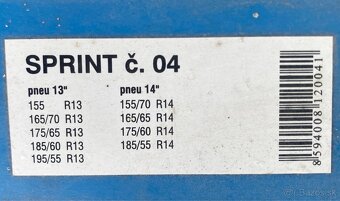 SPRINT č. 04
pneu 13" pneu 14"
155 R13 155/70 R14
165/70 R13 165/65 R14
175/65 R13 175/60 R14
185/60 R13 185/55 R14
195/55 R13
8594008120041